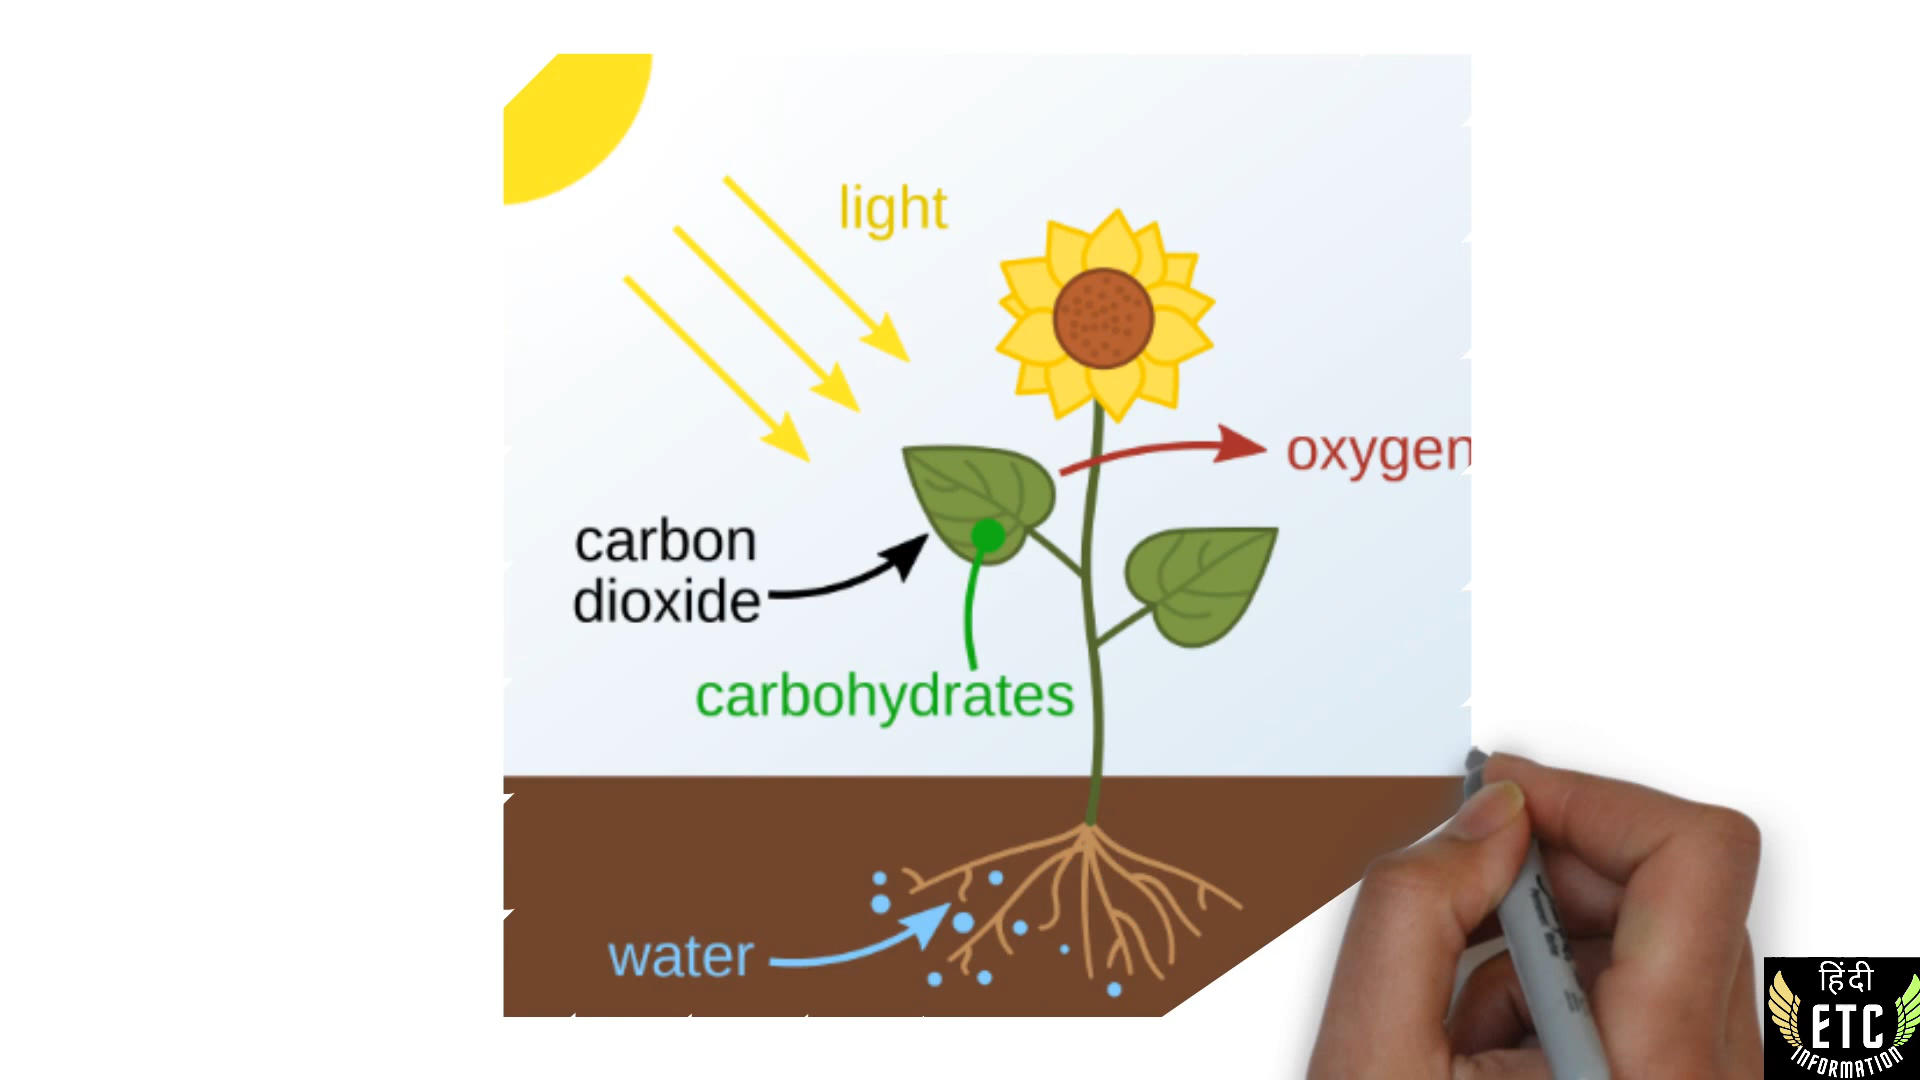 light
oxygen
carbon
dioxide
carbohydrates
water
हिंदी
ETC
INFORMATION